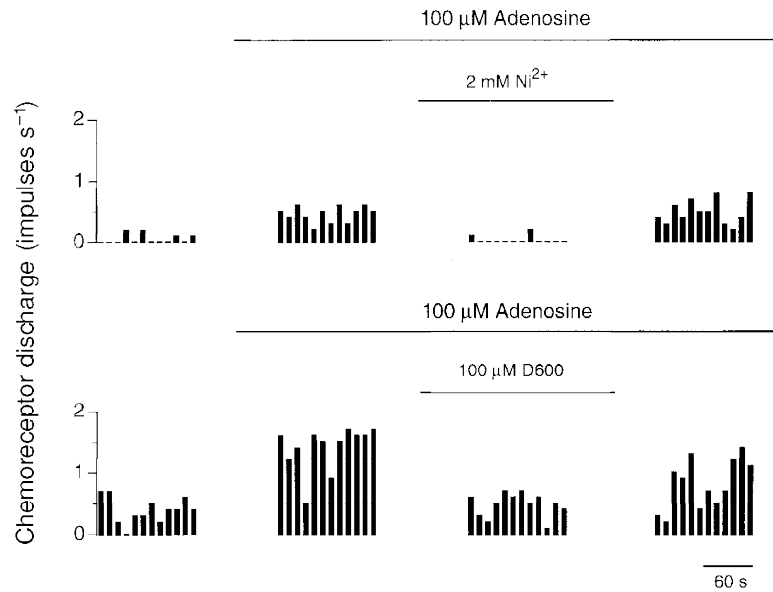 100 μM Adenosine
2 mM Ni²⁺
Chemoreceptor discharge (impulses s⁻¹)
2
1
0
100 μM Adenosine
100 μM D600
2
1
0
60 s